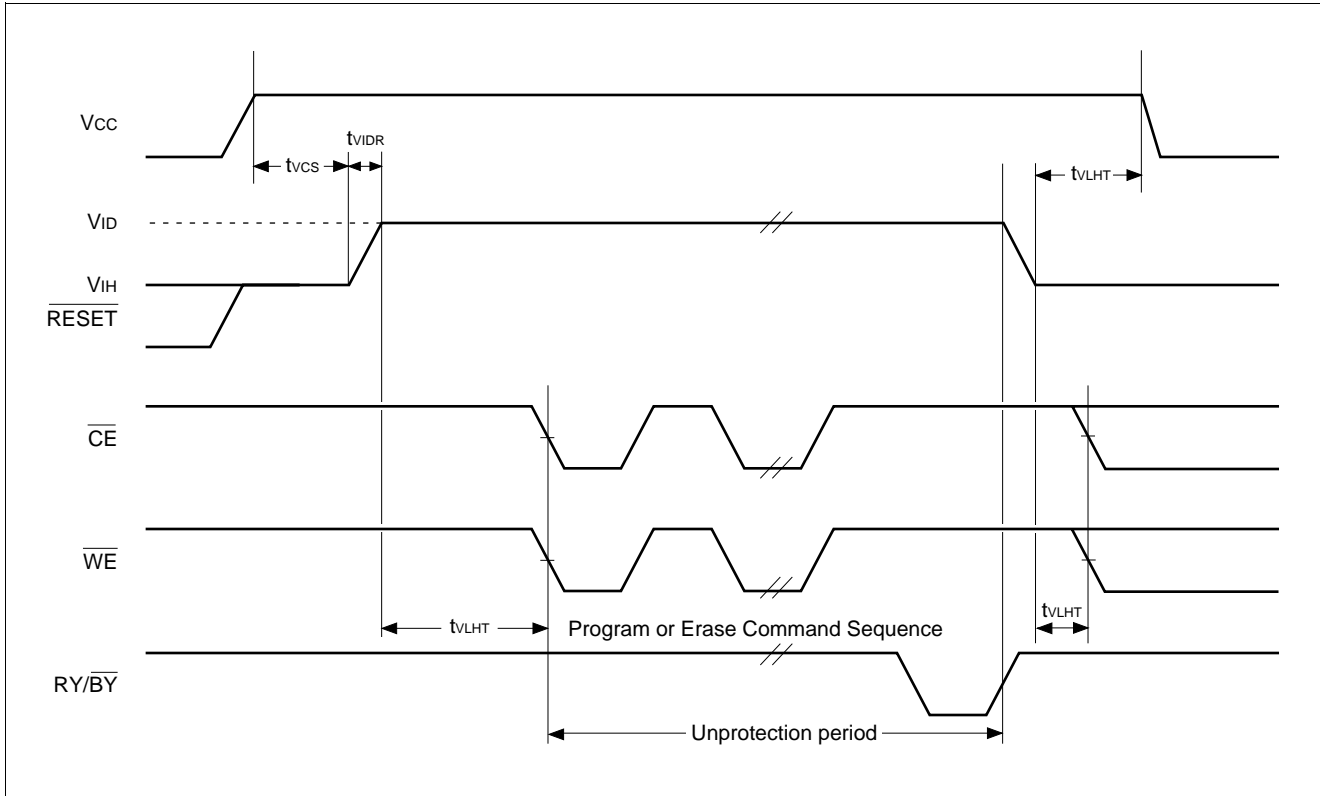 VCC
tVIDR
tVCS
tVLHT
VID
VIH
RESET
CE
WE
tVLHT
Program or Erase Command Sequence
tVLHT
RY/BY
Unprotection period